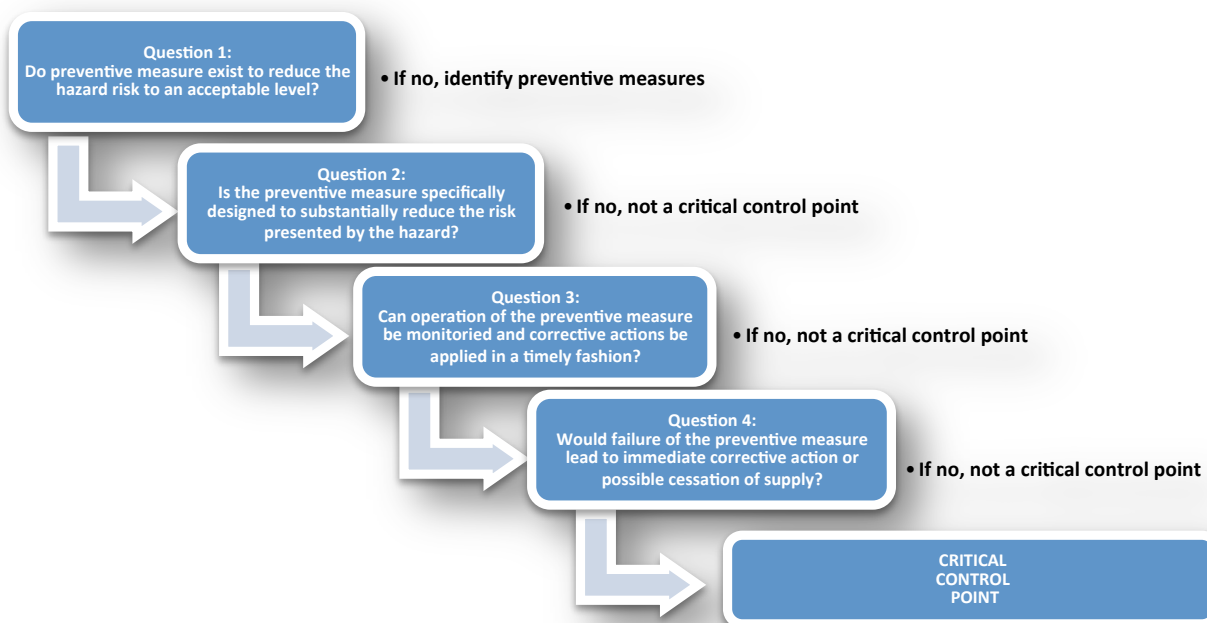 Question 1:
Do preventive measure exist to reduce the
hazard risk to an acceptable level?
• If no, identify preventive measures
Question 2:
Is the preventive measure specifically
designed to substantially reduce the risk
presented by the hazard?
• If no, not a critical control point
Question 3:
Can operation of the preventive measure
be monitoried and corrective actions be
applied in a timely fashion?
• If no, not a critical control point
Question 4:
Would failure of the preventive measure
lead to immediate corrective action or
possible cessation of supply?
• If no, not a critical control point
CRITICAL
CONTROL
POINT